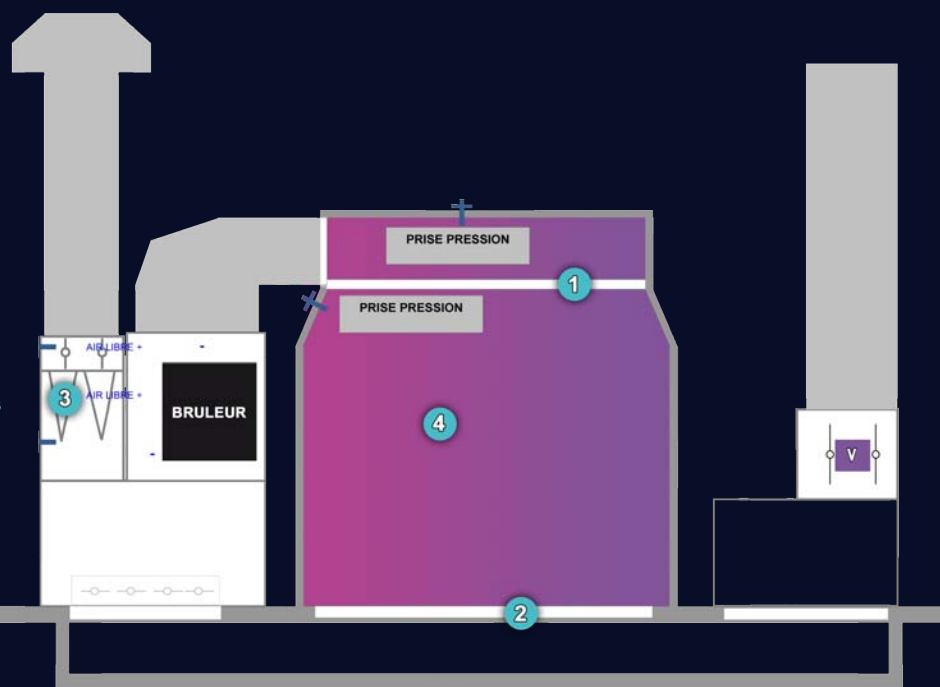 PRISE PRESSION
1
PRISE PRESSION
AIR LIBRE +
-
3
AIR LIBRE +
BRULEUR
4
-
V
2